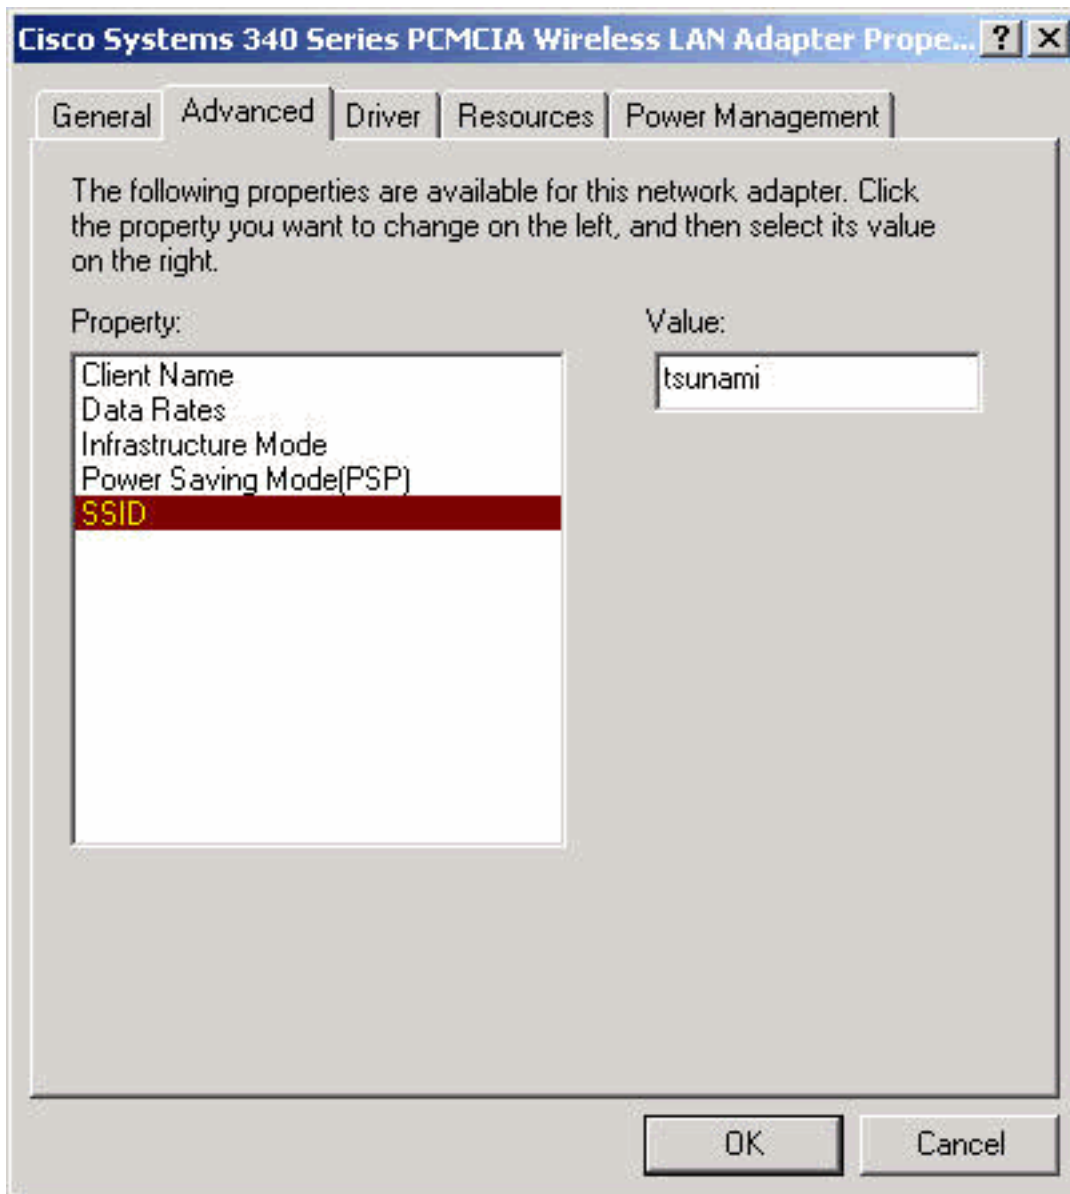 Cisco Systems 340 Series PCMCIA Wireless LAN Adapter Prope... ? X
General Advanced Driver Resources Power Management
The following properties are available for this network adapter. Click
the property you want to change on the left, and then select its value
on the right.
Property:
Client Name
Data Rates
Infrastructure Mode
Power Saving Mode(PSP)
SSID
Value:
tsunami
OK Cancel